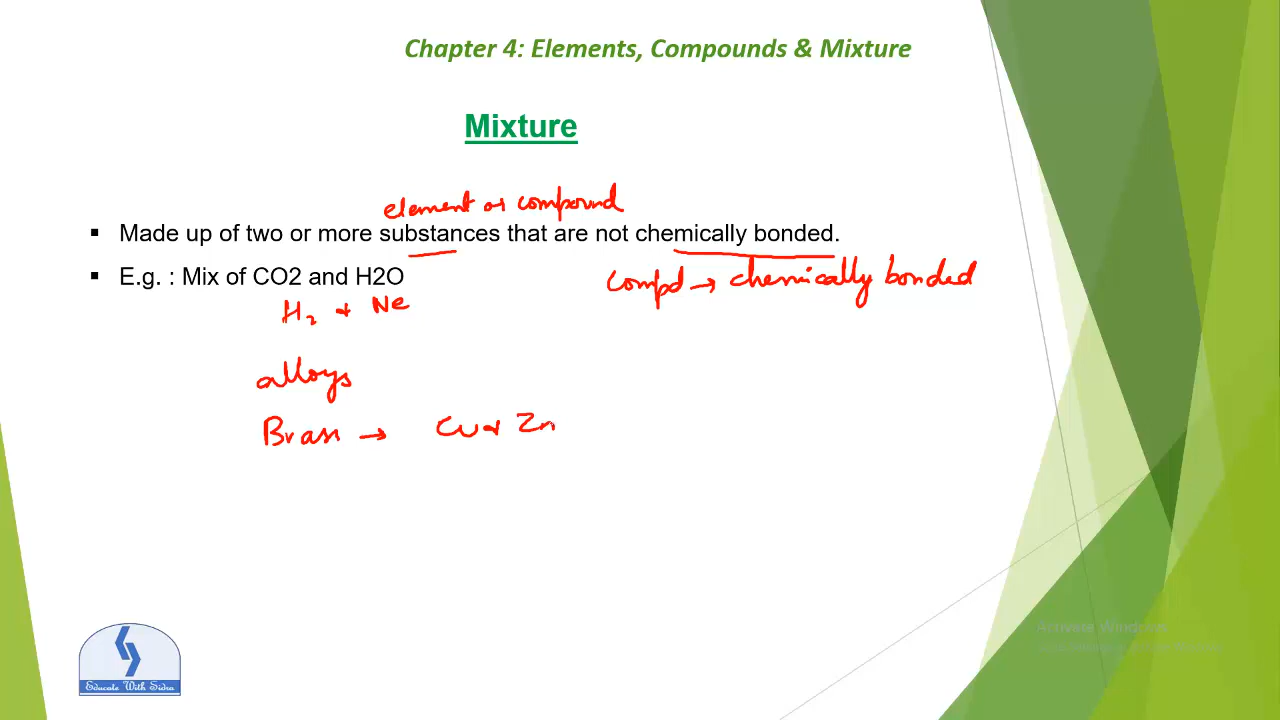 Chapter 4: Elements, Compounds & Mixture
Mixture
element or compound
▪ Made up of two or more substances that are not chemically bonded.
▪ E.g. : Mix of CO2 and H2O
compd → chemically bonded
H2 & Ne
alloys
Brass → Cu & Zn
Activate Windows
Educate With Sidra